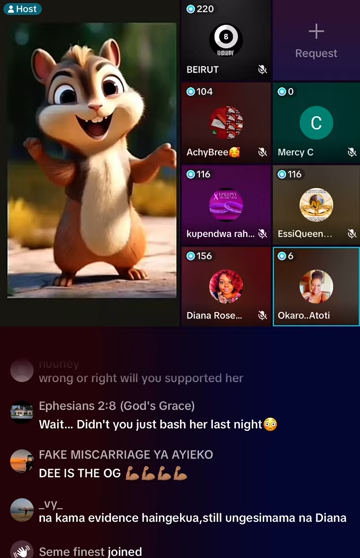 Host
220
BEIRUT
Request
104
AchyBree🥰
0
C
Mercy C
116
kupendwa rah...
116
EssiQueen...
156
Diana Rose...
6
Okaro..Atoti
wrong or right will you supported her
Ephesians 2:8 (God's Grace)
Wait... Didn't you just bash her last night😳
FAKE MISCARRIAGE YA AYIEKO
DEE IS THE OG 💪🏽💪🏽💪🏽💪🏽
_vy_
na kama evidence haingekua,still ungesimama na Diana
Seme finest joined